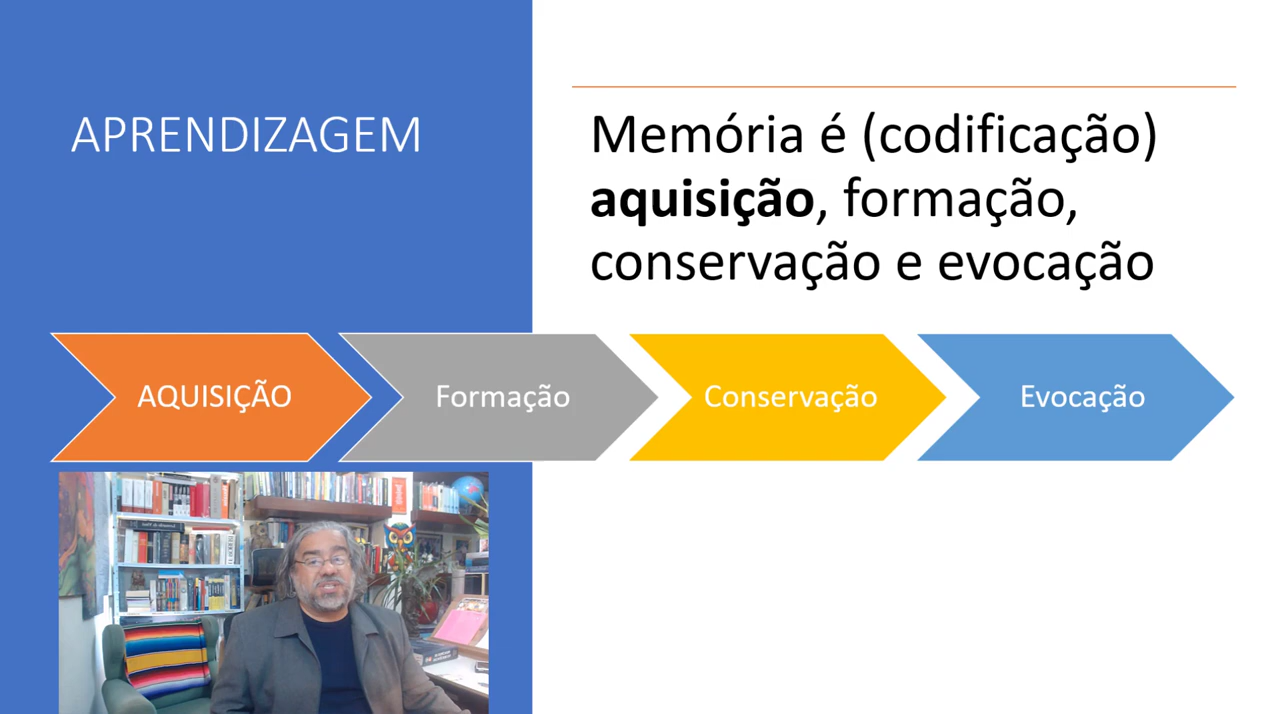 APRENDIZAGEM
Memória é (codificação)
aquisição, formação,
conservação e evocação
AQUISIÇÃO
Formação
Conservação
Evocação